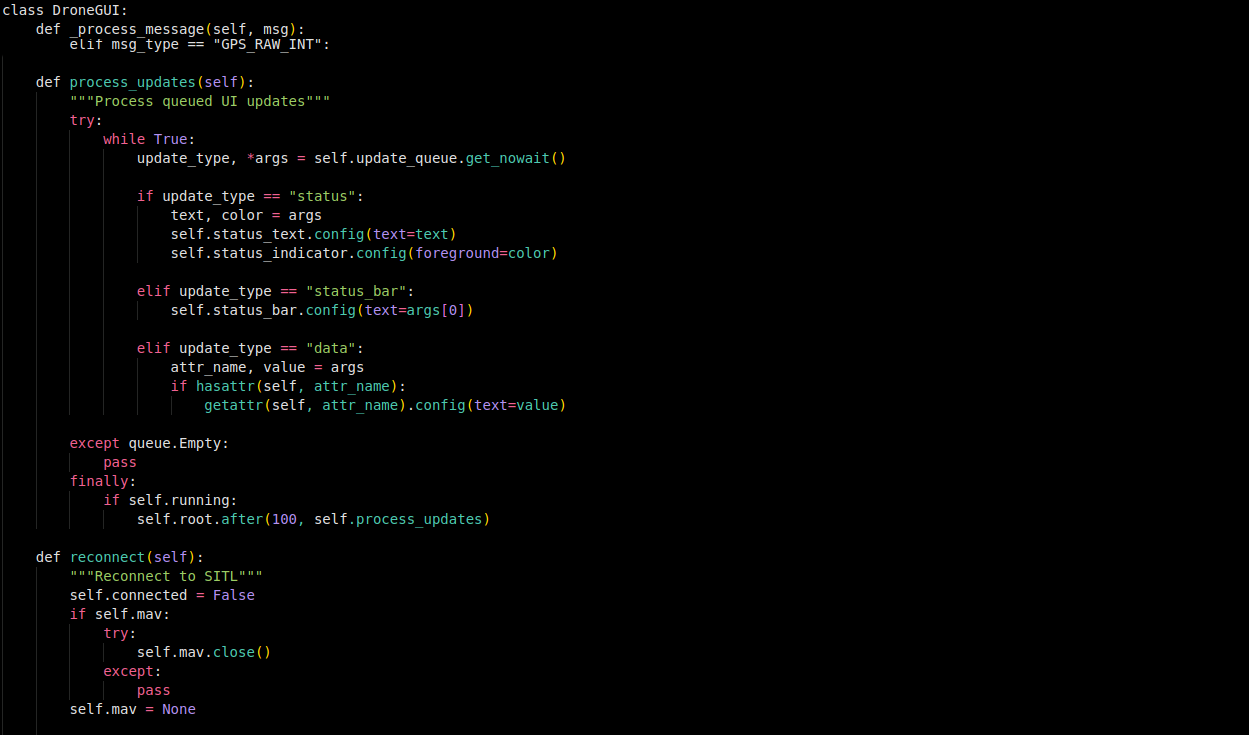 class DroneGUI:
    def _process_message(self, msg):
        elif msg_type == "GPS_RAW_INT":

    def process_updates(self):
        """Process queued UI updates"""
        try:
            while True:
                update_type, *args = self.update_queue.get_nowait()

                if update_type == "status":
                    text, color = args
                    self.status_text.config(text=text)
                    self.status_indicator.config(foreground=color)

                elif update_type == "status_bar":
                    self.status_bar.config(text=args[0])

                elif update_type == "data":
                    attr_name, value = args
                    if hasattr(self, attr_name):
                        getattr(self, attr_name).config(text=value)

        except queue.Empty:
            pass
        finally:
            if self.running:
                self.root.after(100, self.process_updates)

    def reconnect(self):
        """Reconnect to SITL"""
        self.connected = False
        if self.mav:
            try:
                self.mav.close()
            except:
                pass
        self.mav = None